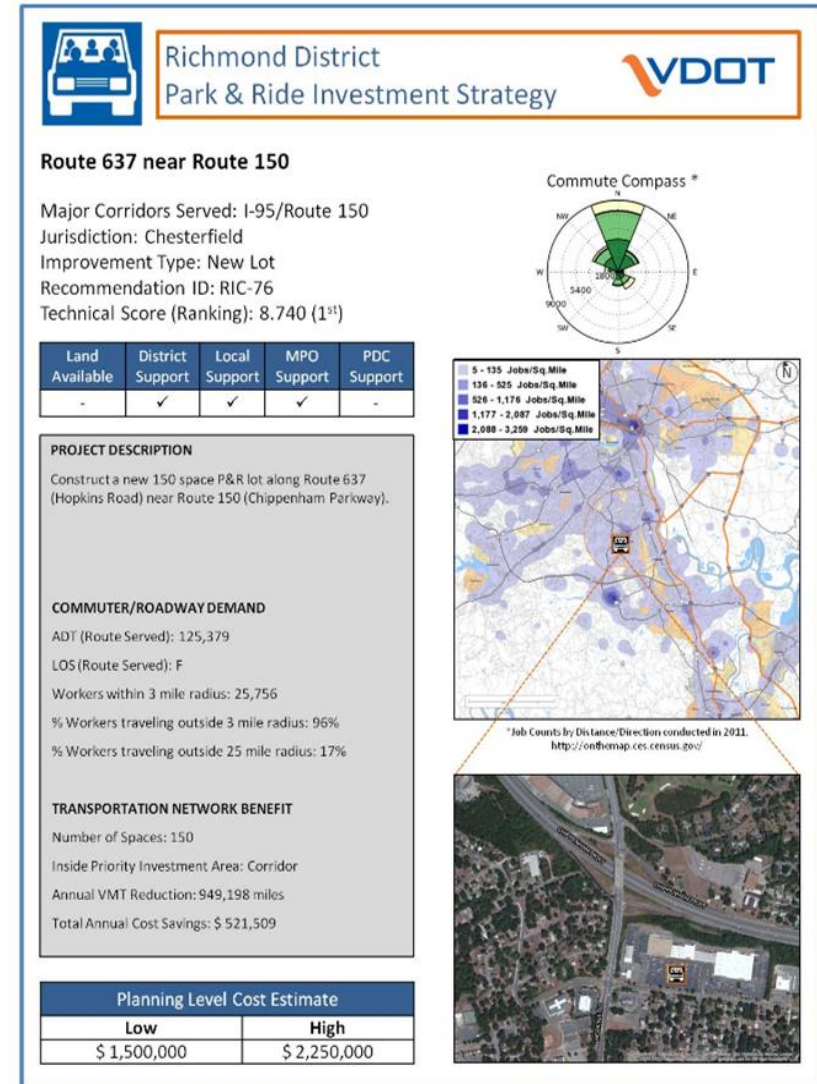 Richmond District
Park & Ride Investment Strategy
VDOT
Route 637 near Route 150
Major Corridors Served: I-95/Route 150
Jurisdiction: Chesterfield
Improvement Type: New Lot
Recommendation ID: RIC-76
Technical Score (Ranking): 8.740 (1st)
Land Available District Support Local Support MPO Support PDC Support
- ✓ ✓ ✓ -
PROJECT DESCRIPTION
Construct a new 150 space P&R lot along Route 637
(Hopkins Road) near Route 150 (Chippenham Parkway).
COMMUTER/ROADWAY DEMAND
ADT (Route Served): 125,379
LOS (Route Served): F
Workers within 3 mile radius: 25,756
% Workers traveling outside 3 mile radius: 96%
% Workers traveling outside 25 mile radius: 17%
TRANSPORTATION NETWORK BENEFIT
Number of Spaces: 150
Inside Priority Investment Area: Corridor
Annual VMT Reduction: 949,198 miles
Total Annual Cost Savings: $ 521,509
Planning Level Cost Estimate
Low High
$ 1,500,000 $ 2,250,000
Commute Compass *
N
NW NE
W E
1800
5400
9000
SW SE
S
5 - 135 Jobs/Sq.Mile
136 - 525 Jobs/Sq.Mile
526 - 1,176 Jobs/Sq.Mile
1,177 - 2,087 Jobs/Sq.Mile
2,088 - 3,259 Jobs/Sq.Mile
N
*Job Counts by Distance/Direction conducted in 2011,
http://onthemap.ces.census.gov/